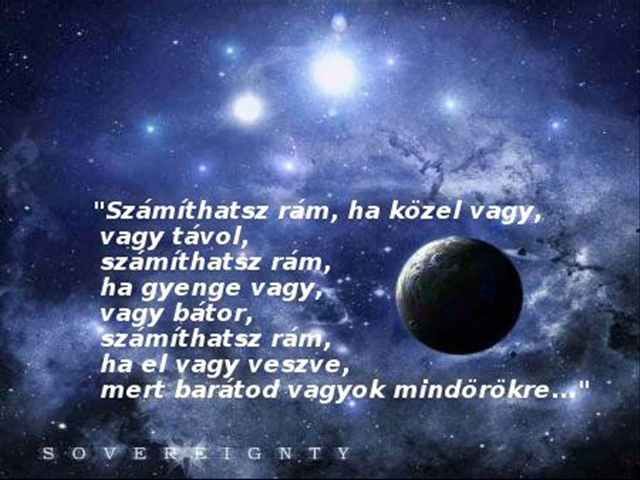 "Számíthatsz rám, ha közel vagy,
vagy távol,
számíthatsz rám,
ha gyenge vagy,
vagy bátor,
számíthatsz rám,
ha el vagy veszve,
mert barátod vagyok mindörökre..."
SOVEREIGNTY